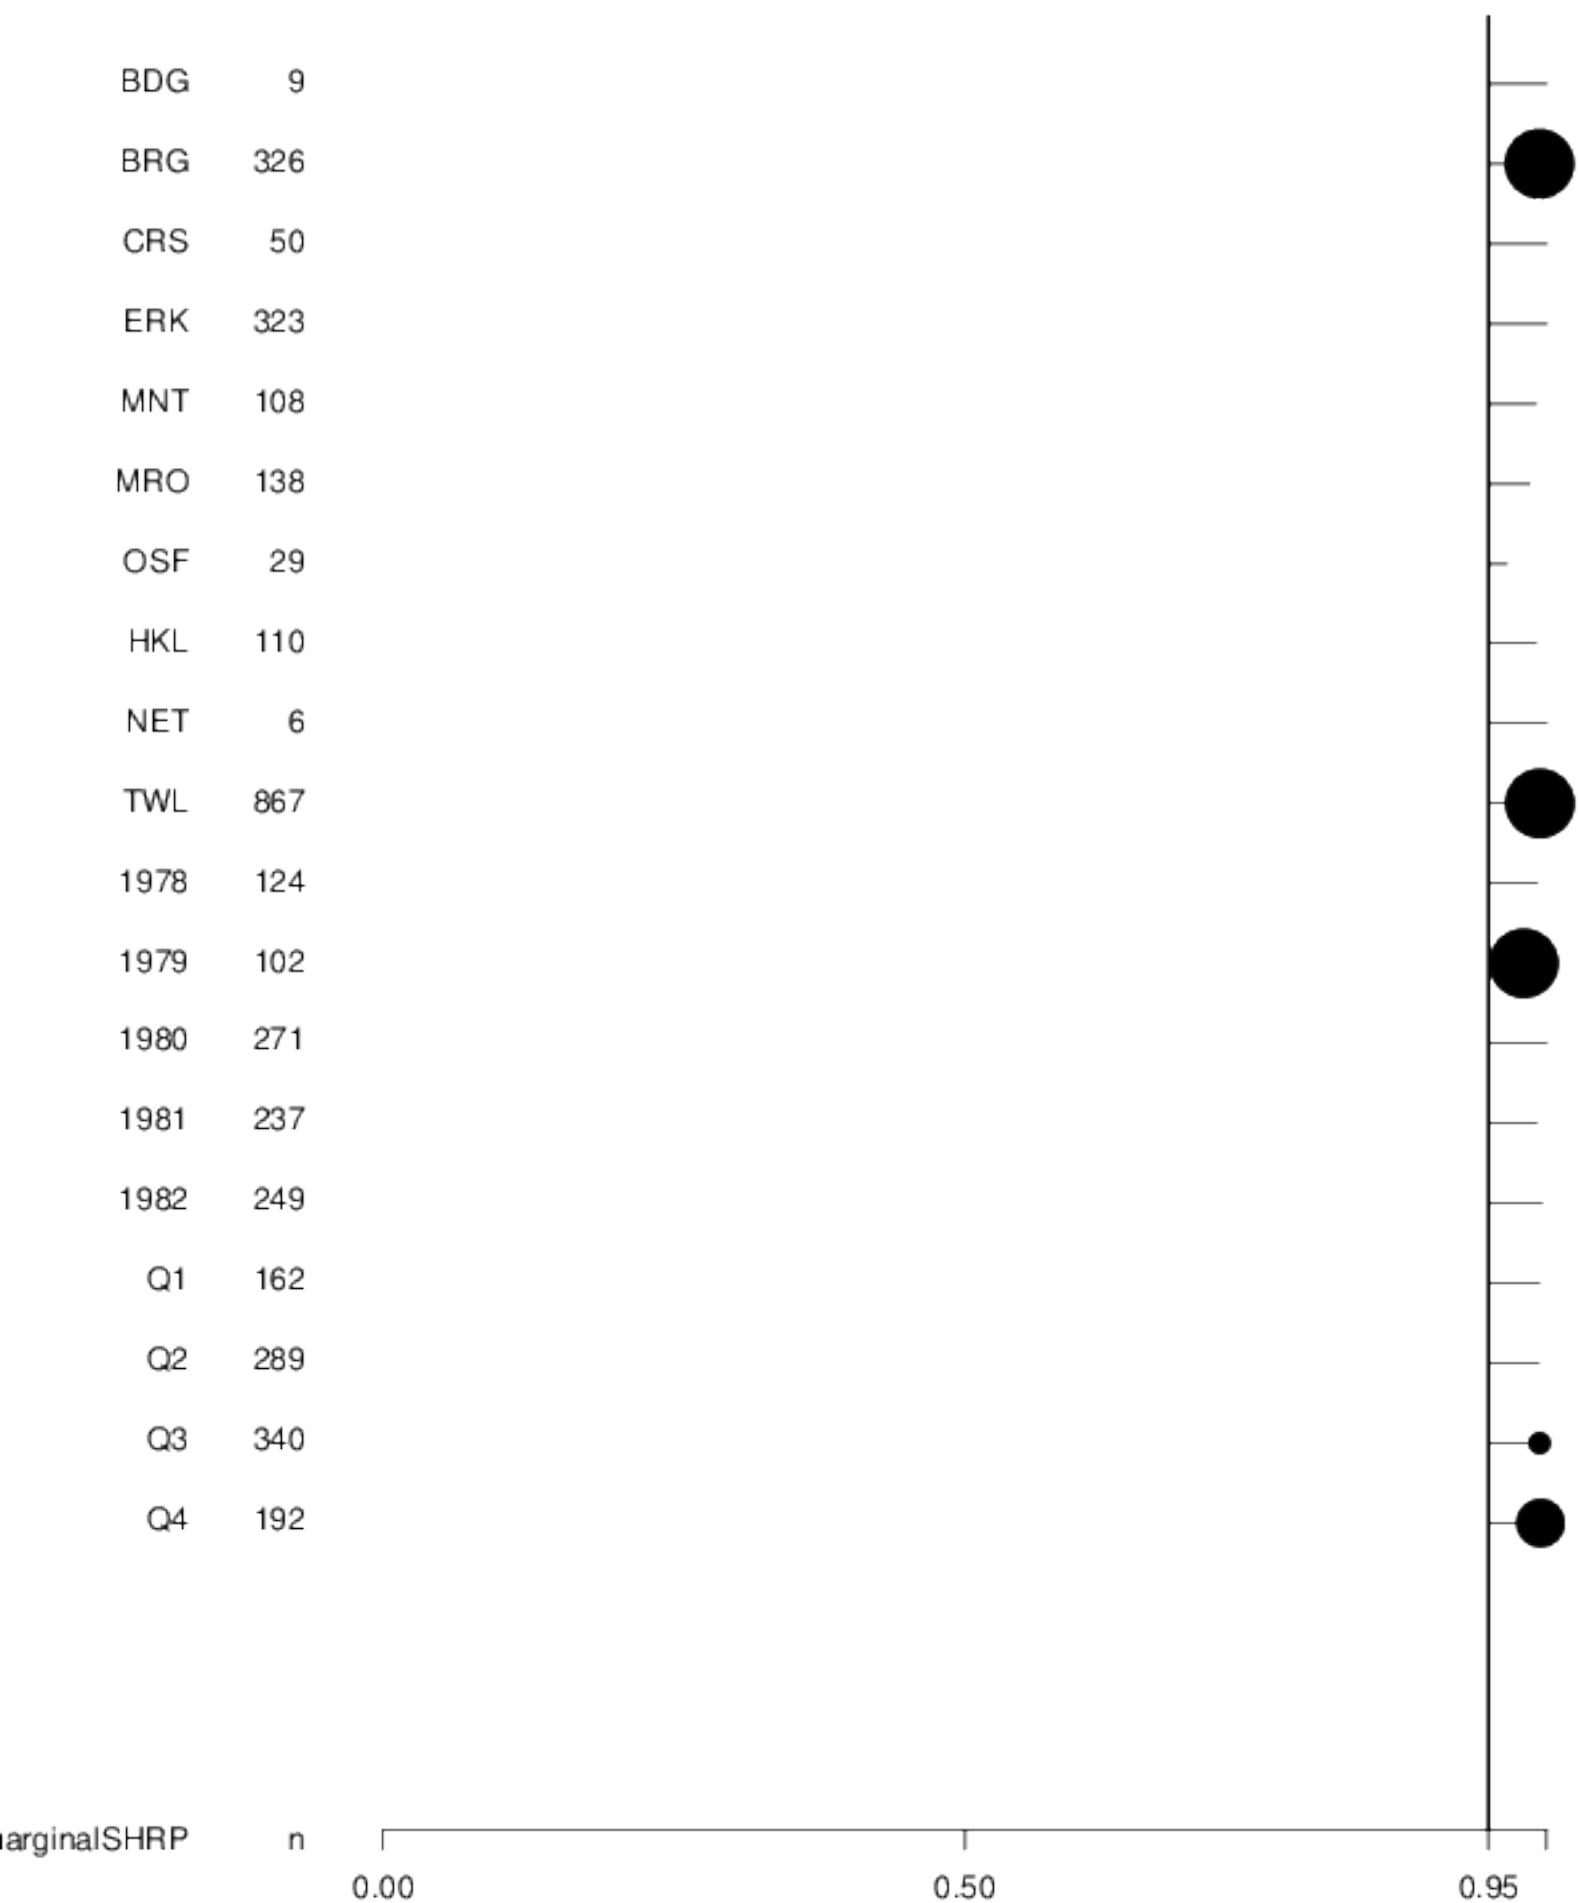 BDG 9
BRG 326
CRS 50
ERK 323
MNT 108
MRO 138
OSF 29
HKL 110
NET 6
TWL 867
1978 124
1979 102
1980 271
1981 237
1982 249
Q1 162
Q2 289
Q3 340
Q4 192
arginalSHRP n
0.00 0.50 0.95